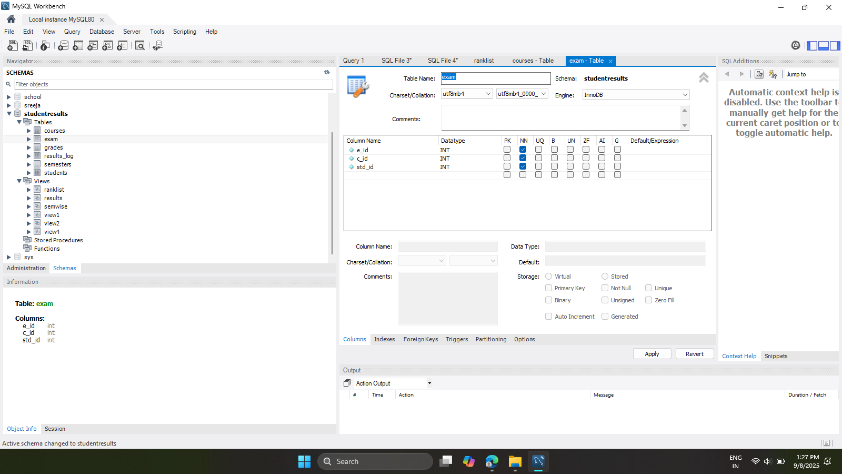 MySQL Workbench
Local instance MySQL80
File Edit View Query Database Server Tools Scripting Help
Navigator
SCHEMAS
Filter objects
school
sreeja
studentresults
Tables
courses
exam
grades
results_log
semesters
students
Views
ranklist
results
semwise
view1
view2
view4
Stored Procedures
Functions
sys
Administration Schemas
Information
Table: exam
Columns:
e_id int
c_id int
std_id int
Object Info Session
Query 1 SQL File 3* SQL File 4* ranklist courses - Table exam - Table
Table Name: exam Schema: studentresults
Charset/Collation: utf8mb4 utf8mb4_0900_ Engine: InnoDB
Comments:
Column Name Datatype PK NN UQ B UN ZF AI G Default/Expression
e_id INT
c_id INT
std_id INT
Column Name: Data Type:
Charset/Collation: Default:
Comments: Storage: Virtual Stored
Primary Key Not Null Unique
Binary Unsigned Zero Fill
Auto Increment Generated
Columns Indexes Foreign Keys Triggers Partitioning Options
Apply Revert
Output
Action Output
# Time Action Message Duration / Fetch
SQL Additions
Jump to
Automatic context help is
disabled. Use the toolbar to
manually get help for the
current caret position or to
toggle automatic help.
Context Help Snippets
Active schema changed to studentresults
Search
ENG
IN
1:27 PM
9/8/2025